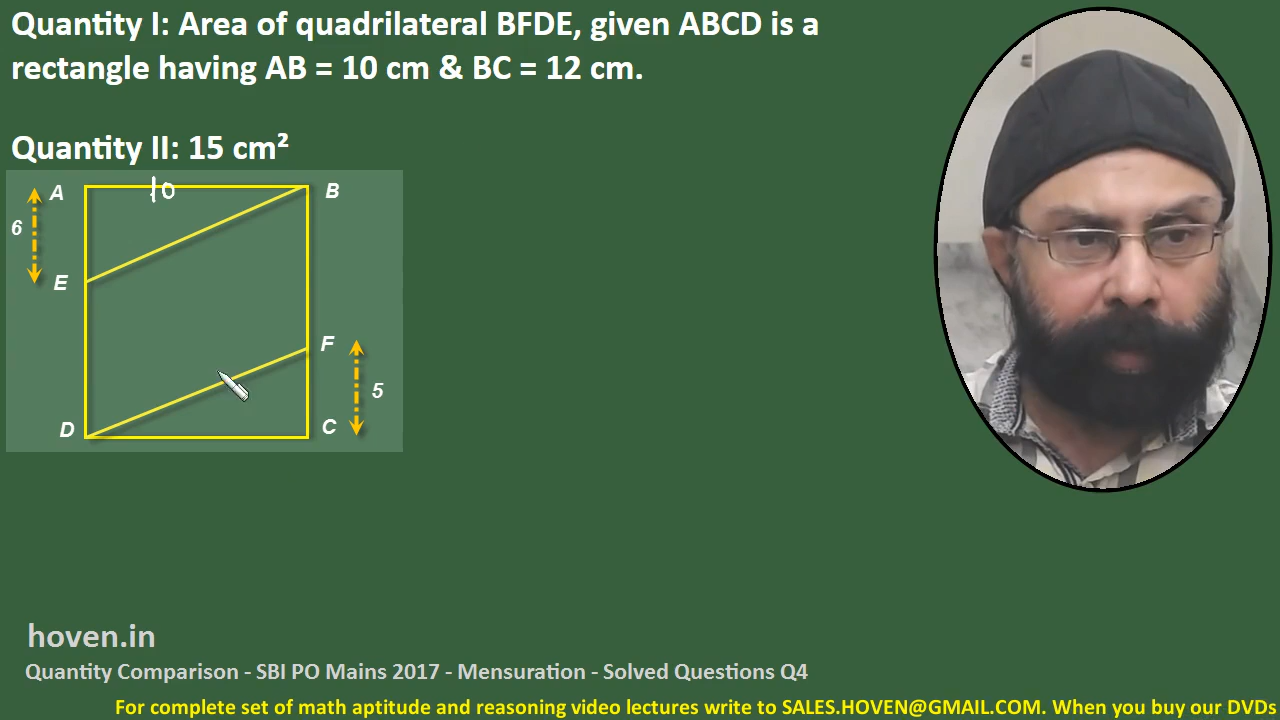 Quantity I: Area of quadrilateral BFDE, given ABCD is a
rectangle having AB = 10 cm & BC = 12 cm.
Quantity II: 15 cm²
A
10
B
6
E
F
5
D
C
hoven.in
Quantity Comparison - SBI PO Mains 2017 - Mensuration - Solved Questions Q4
For complete set of math aptitude and reasoning video lectures write to SALES.HOVEN@GMAIL.COM. When you buy our DVDs